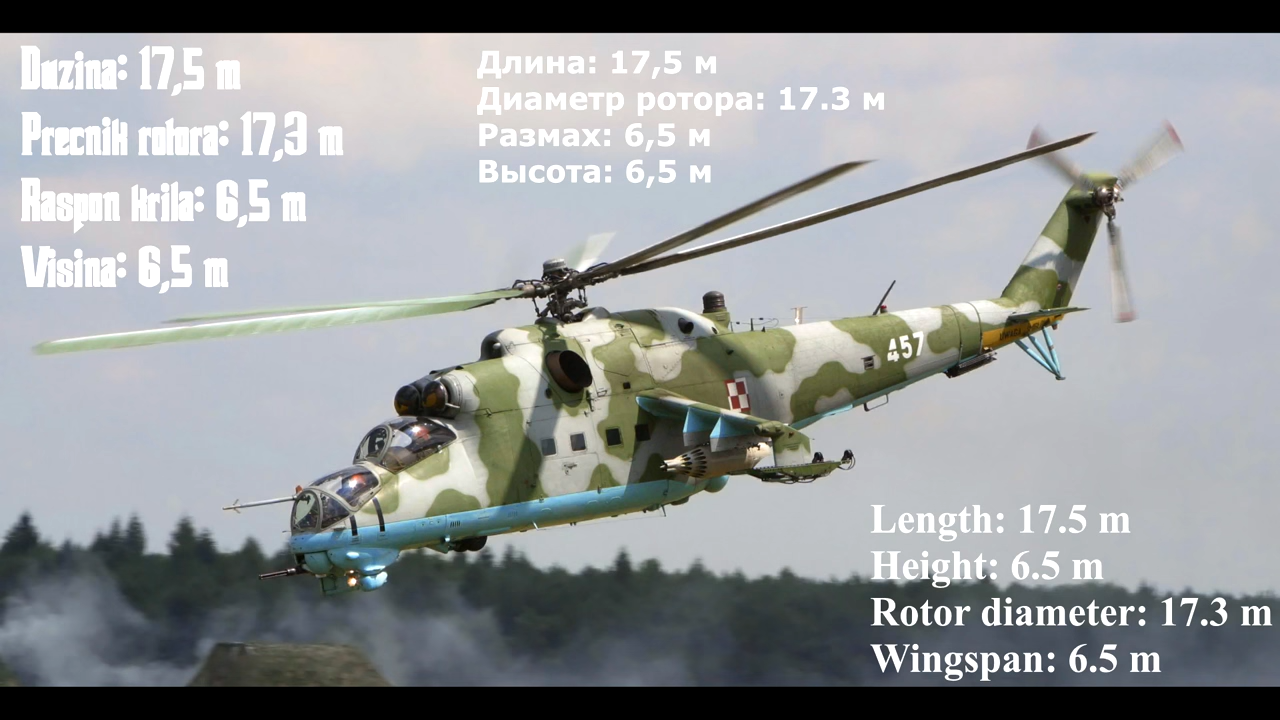 Duzina: 17,5 m
Precnik rotora: 17,3 m
Raspon krila: 6,5 m
Visina: 6,5 m
Длина: 17,5 м
Диаметр ротора: 17.3 м
Размах: 6,5 м
Высота: 6,5 м
457
Length: 17.5 m
Height: 6.5 m
Rotor diameter: 17.3 m
Wingspan: 6.5 m